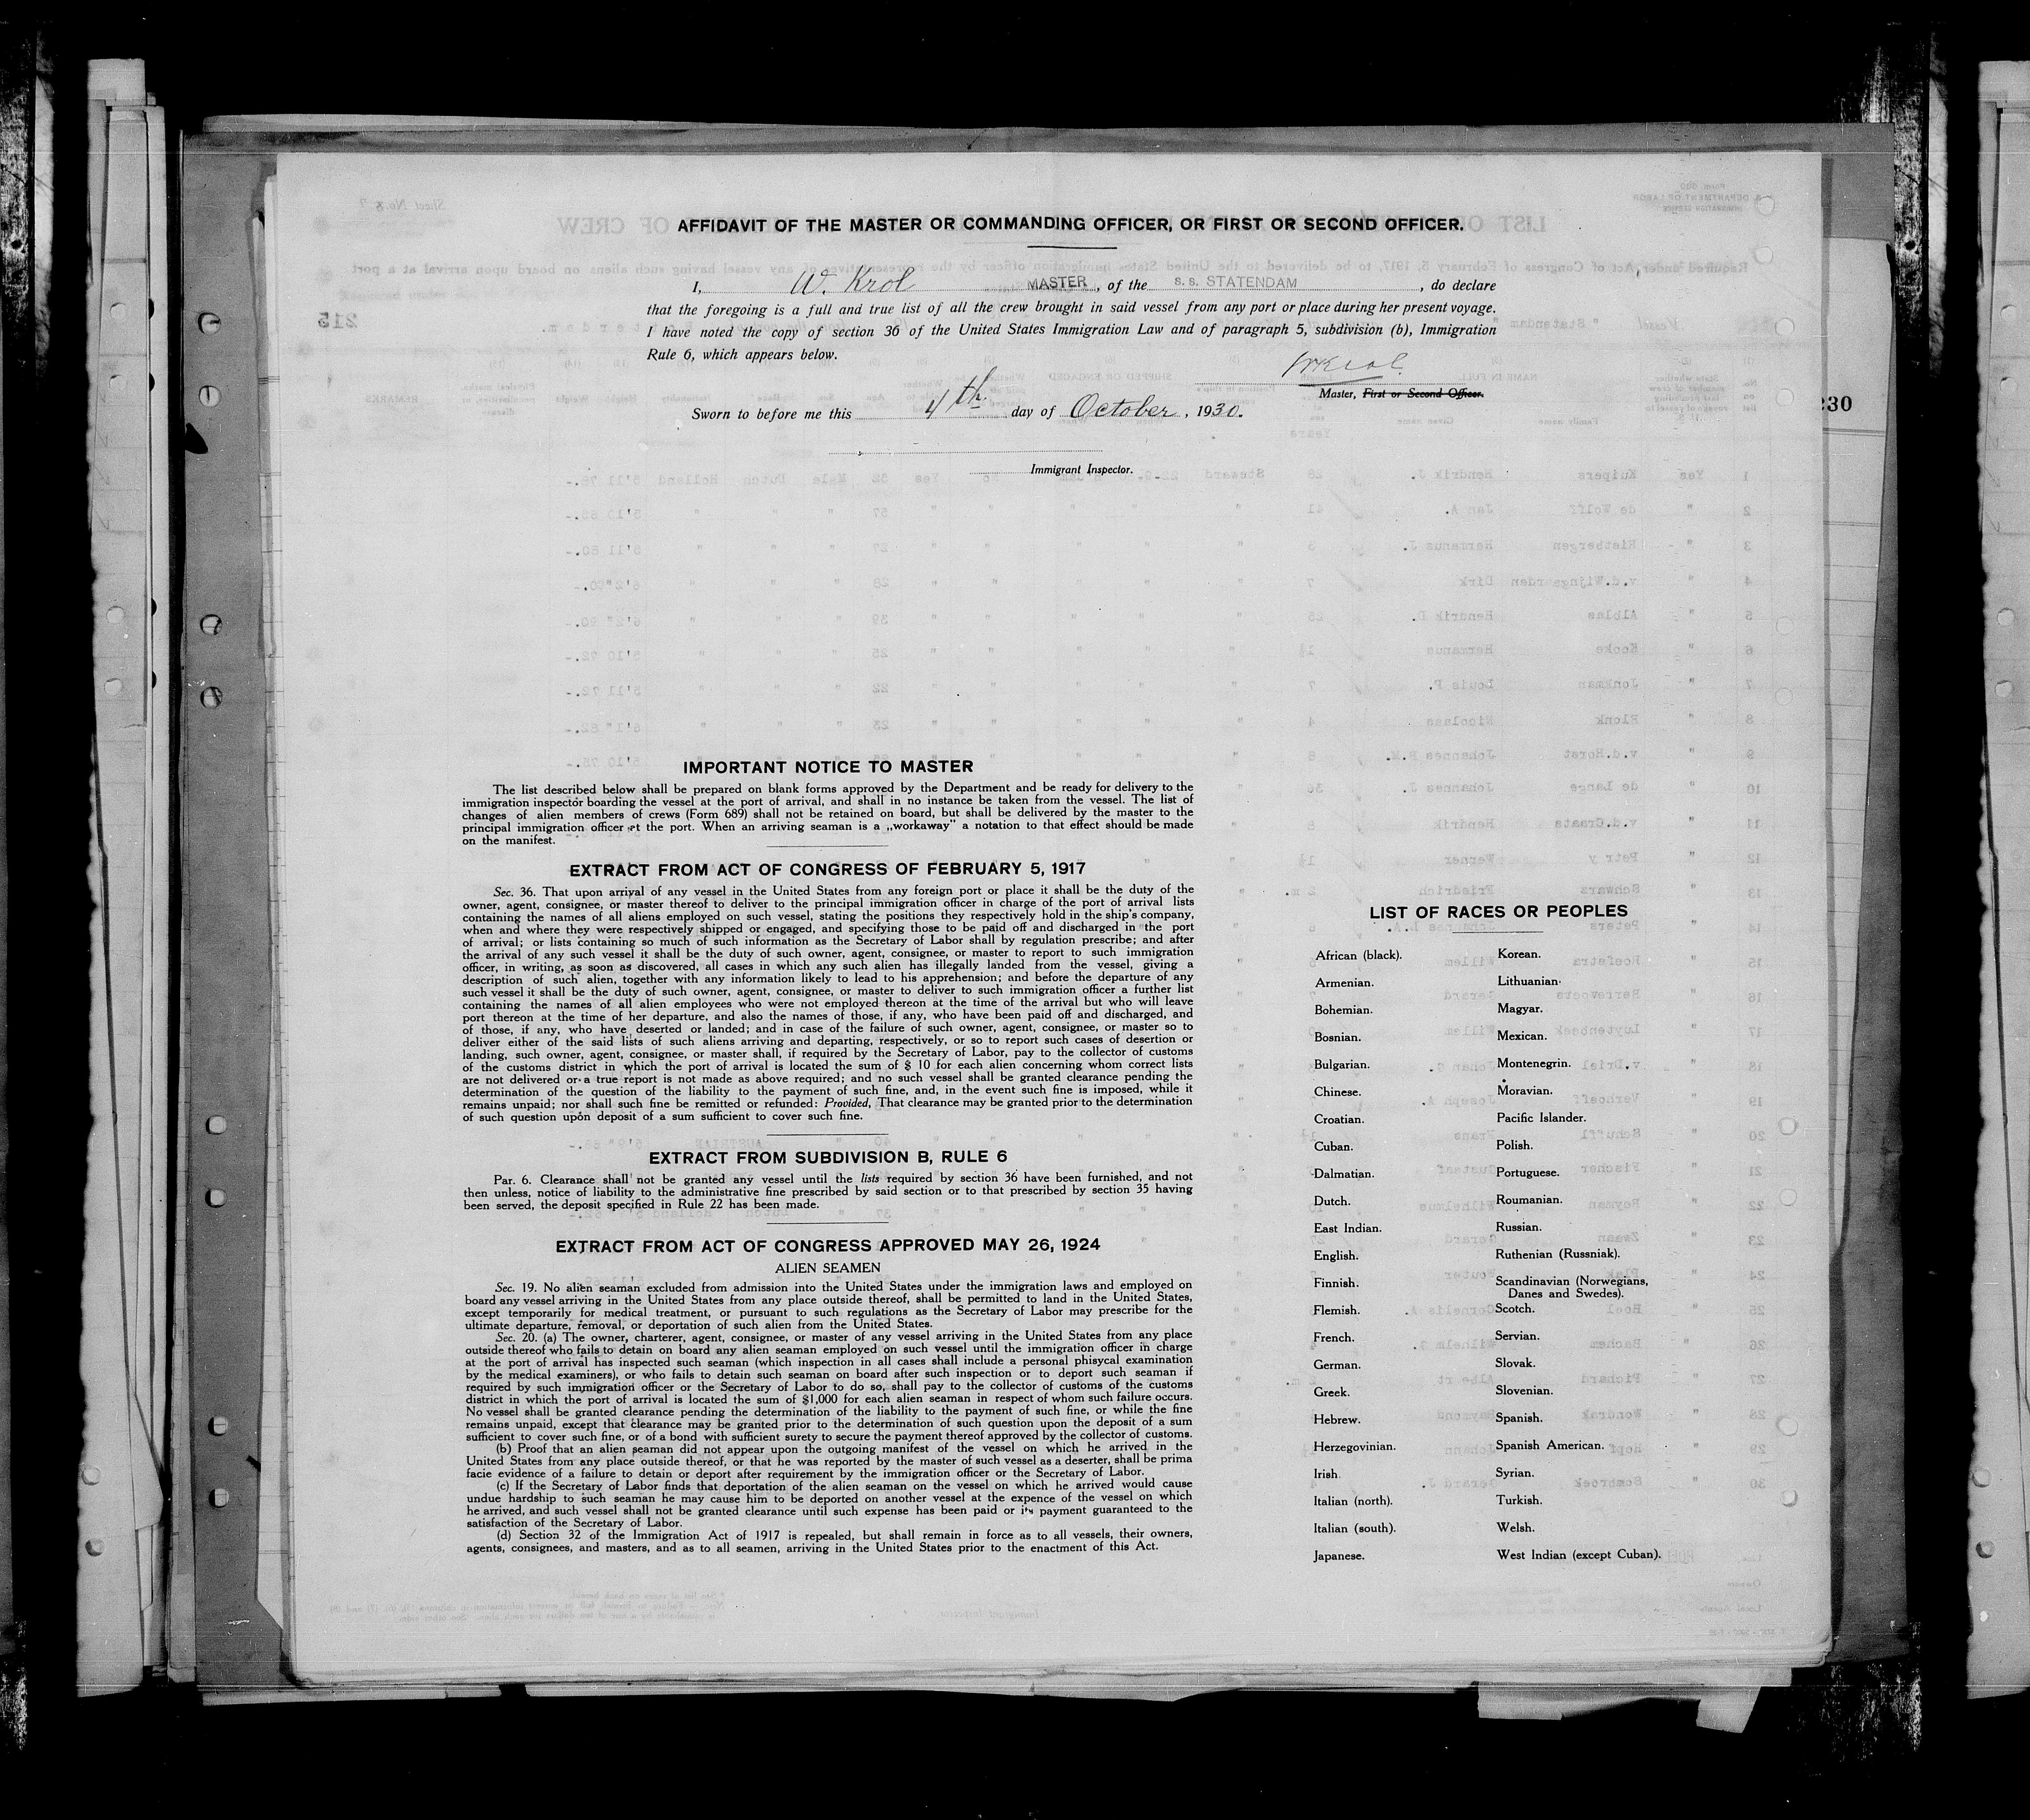 AFFIDAVIT OF THE MASTER OR COMMANDING OFFICER, OR FIRST OR SECOND OFFICER.
I, W. Krol MASTER, of the s.s. STATENDAM, do declare
that the foregoing is a full and true list of all the crew brought in said vessel from any port or place during her present voyage.
I have noted the copy of section 36 of the United States Immigration Law and of paragraph 5, subdivision (b), Immigration
Rule 6, which appears below.
WKrol.
Master, First or Second Officer.
Sworn to before me this 4th day of October, 1930.
Immigrant Inspector.
230
215
IMPORTANT NOTICE TO MASTER
The list described below shall be prepared on blank forms approved by the Department and be ready for delivery to the
immigration inspector boarding the vessel at the port of arrival, and shall in no instance be taken from the vessel. The list of
changes of alien members of crews (Form 689) shall not be retained on board, but shall be delivered by the master to the
principal immigration officer at the port. When an arriving seaman is a „workaway" a notation to that effect should be made
on the manifest.
EXTRACT FROM ACT OF CONGRESS OF FEBRUARY 5, 1917
Sec. 36. That upon arrival of any vessel in the United States from any foreign port or place it shall be the duty of the
owner, agent, consignee, or master thereof to deliver to the principal immigration officer in charge of the port of arrival lists
containing the names of all aliens employed on such vessel, stating the positions they respectively hold in the ship's company,
when and where they were respectively shipped or engaged, and specifying those to be paid off and discharged in the port
of arrival; or lists containing so much of such information as the Secretary of Labor shall by regulation prescribe; and after
the arrival of any such vessel it shall be the duty of such owner, agent, consignee, or master to report to such immigration
officer, in writing, as soon as discovered, all cases in which any such alien has illegally landed from the vessel, giving a
description of such alien, together with any information likely to lead to his apprehension; and before the departure of any
such vessel it shall be the duty of such owner, agent, consignee, or master to deliver to such immigration officer a further list
containing the names of all alien employees who were not employed thereon at the time of the arrival but who will leave
port thereon at the time of her departure, and also the names of those, if any, who have been paid off and discharged, and
of those, if any, who have deserted or landed; and in case of the failure of such owner, agent, consignee, or master so to
deliver either of the said lists of such aliens arriving and departing, respectively, or so to report such cases of desertion or
landing, such owner, agent, consignee, or master shall, if required by the Secretary of Labor, pay to the collector of customs
of the customs district in which the port of arrival is located the sum of $ 10 for each alien concerning whom correct lists
are not delivered or a true report is not made as above required; and no such vessel shall be granted clearance pending the
determination of the question of the liability to the payment of such fine, and, in the event such fine is imposed, while it
remains unpaid; nor shall such fine be remitted or refunded: Provided, That clearance may be granted prior to the determination
of such question upon deposit of a sum sufficient to cover such fine.
EXTRACT FROM SUBDIVISION B, RULE 6
Par. 6. Clearance shall not be granted any vessel until the lists required by section 36 have been furnished, and not
then unless, notice of liability to the administrative fine prescribed by said section or to that prescribed by section 35 having
been served, the deposit specified in Rule 22 has been made.
EXTRACT FROM ACT OF CONGRESS APPROVED MAY 26, 1924
ALIEN SEAMEN
Sec. 19. No alien seaman excluded from admission into the United States under the immigration laws and employed on
board any vessel arriving in the United States from any place outside thereof, shall be permitted to land in the United States,
except temporarily for medical treatment, or pursuant to such regulations as the Secretary of Labor may prescribe for the
ultimate departure, removal, or deportation of such alien from the United States.
Sec. 20. (a) The owner, charterer, agent, consignee, or master of any vessel arriving in the United States from any place
outside thereof who fails to detain on board any alien seaman employed on such vessel until the immigration officer in charge
at the port of arrival has inspected such seaman (which inspection in all cases shall include a personal phisycal examination
by the medical examiners), or who fails to detain such seaman on board after such inspection or to deport such seaman if
required by such immigration officer or the Secretary of Labor to do so, shall pay to the collector of customs of the customs
district in which the port of arrival is located the sum of $1,000 for each alien seaman in respect of whom such failure occurs.
No vessel shall be granted clearance pending the determination of the liability to the payment of such fine, or while the fine
remains unpaid, except that clearance may be granted prior to the determination of such question upon the deposit of a sum
sufficient to cover such fine, or of a bond with sufficient surety to secure the payment thereof approved by the collector of customs.
(b) Proof that an alien seaman did not appear upon the outgoing manifest of the vessel on which he arrived in the
United States from any place outside thereof, or that he was reported by the master of such vessel as a deserter, shall be prima
facie evidence of a failure to detain or deport after requirement by the immigration officer or the Secretary of Labor.
(c) If the Secretary of Labor finds that deportation of the alien seaman on the vessel on which he arrived would cause
undue hardship to such seaman he may cause him to be deported on another vessel at the expence of the vessel on which
he arrived, and such vessel shall not be granted clearance until such expense has been paid or its payment guaranteed to the
satisfaction of the Secretary of Labor.
(d) Section 32 of the Immigration Act of 1917 is repealed, but shall remain in force as to all vessels, their owners,
agents, consignees, and masters, and as to all seamen, arriving in the United States prior to the enactment of this Act.
LIST OF RACES OR PEOPLES
African (black).
Armenian.
Bohemian.
Bosnian.
Bulgarian.
Chinese.
Croatian.
Cuban.
Dalmatian.
Dutch.
East Indian.
English.
Finnish.
Flemish.
French.
German.
Greek.
Hebrew.
Herzegovinian.
Irish.
Italian (north).
Italian (south).
Japanese.
Korean.
Lithuanian.
Magyar.
Mexican.
Montenegrin.
Moravian.
Pacific Islander.
Polish.
Portuguese.
Roumanian.
Russian.
Ruthenian (Russniak).
Scandinavian (Norwegians,
Danes and Swedes).
Scotch.
Servian.
Slovak.
Slovenian.
Spanish.
Spanish American.
Syrian.
Turkish.
Welsh.
West Indian (except Cuban).